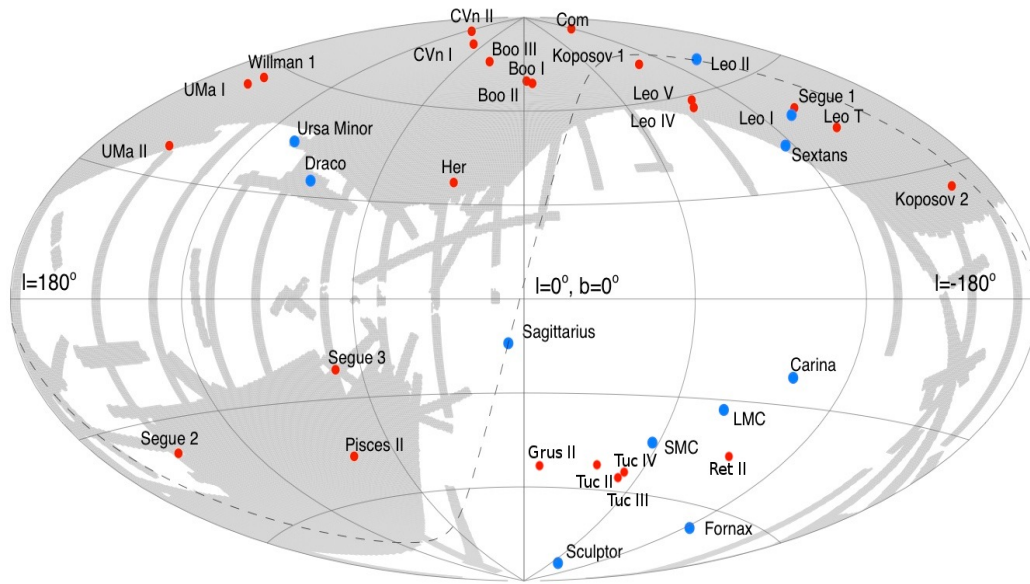 CVn II
Com
CVn I
Boo III
Koposov 1
Willman 1
Boo I
Leo II
UMa I
Boo II
Leo V
Segue 1
Leo IV
Leo I
Leo T
Ursa Minor
UMa II
Sextans
Draco
Her
Koposov 2
l=180°
l=0°, b=0°
l=-180°
Sagittarius
Segue 3
Carina
LMC
Segue 2
Pisces II
Grus II
Tuc IV
SMC
Ret II
Tuc II
Tuc III
Fornax
Sculptor